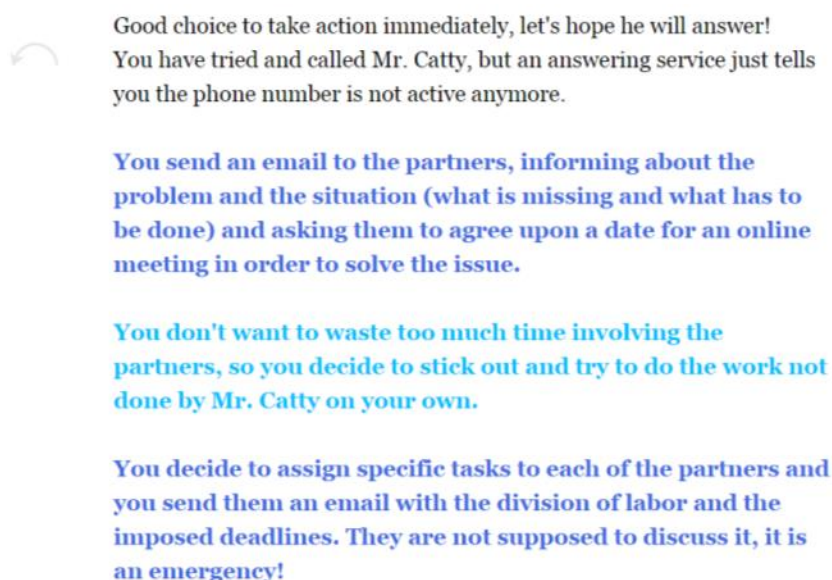 Good choice to take action immediately, let's hope he will answer!
You have tried and called Mr. Catty, but an answering service just tells
you the phone number is not active anymore.
You send an email to the partners, informing about the
problem and the situation (what is missing and what has to
be done) and asking them to agree upon a date for an online
meeting in order to solve the issue.
You don't want to waste too much time involving the
partners, so you decide to stick out and try to do the work not
done by Mr. Catty on your own.
You decide to assign specific tasks to each of the partners and
you send them an email with the division of labor and the
imposed deadlines. They are not supposed to discuss it, it is
an emergency!